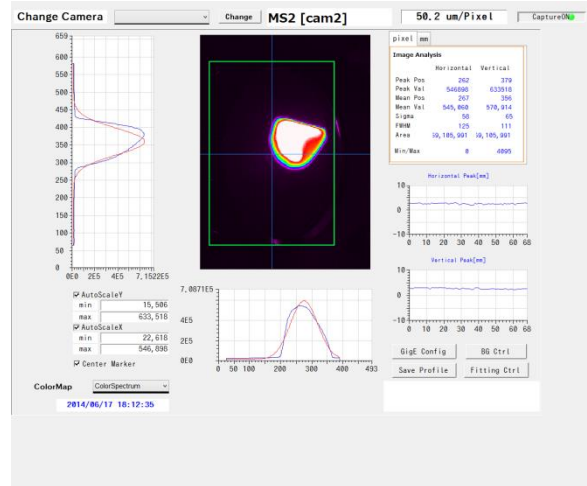 Change Camera Change MS2 [cam2] 50.2 um/Pixel CaptureON
659
600
550
500
450
400
350
300
250
200
150
100
50
0
0E0 2E5 4E5 7.1522E5
pixel mm
Image Analysis
Horizontal Vertical
Peak Pos 262 379
Peak Val 546898 633518
Mean Pos 267 356
Mean Val 545,060 570,914
Sigma 58 65
FWHM 125 111
Area 59,105,991 59,105,991
Min/Max 0 4095
Horizontal Peak[mm]
10
0
-10
0 10 20 30 40 50 60 68
Vertical Peak[mm]
10
0
-10
0 10 20 30 40 50 60 68
AutoScaleY
min 15,506
max 633,518
AutoScaleX
min 22,618
max 546,898
Center Marker
7.0871E5
4E5
2E5
0E0
0 50 100 200 300 400 493
GigE Config BG Ctrl
Save Profile Fitting Ctrl
ColorMap ColorSpectrum
2014/06/17 18:12:35